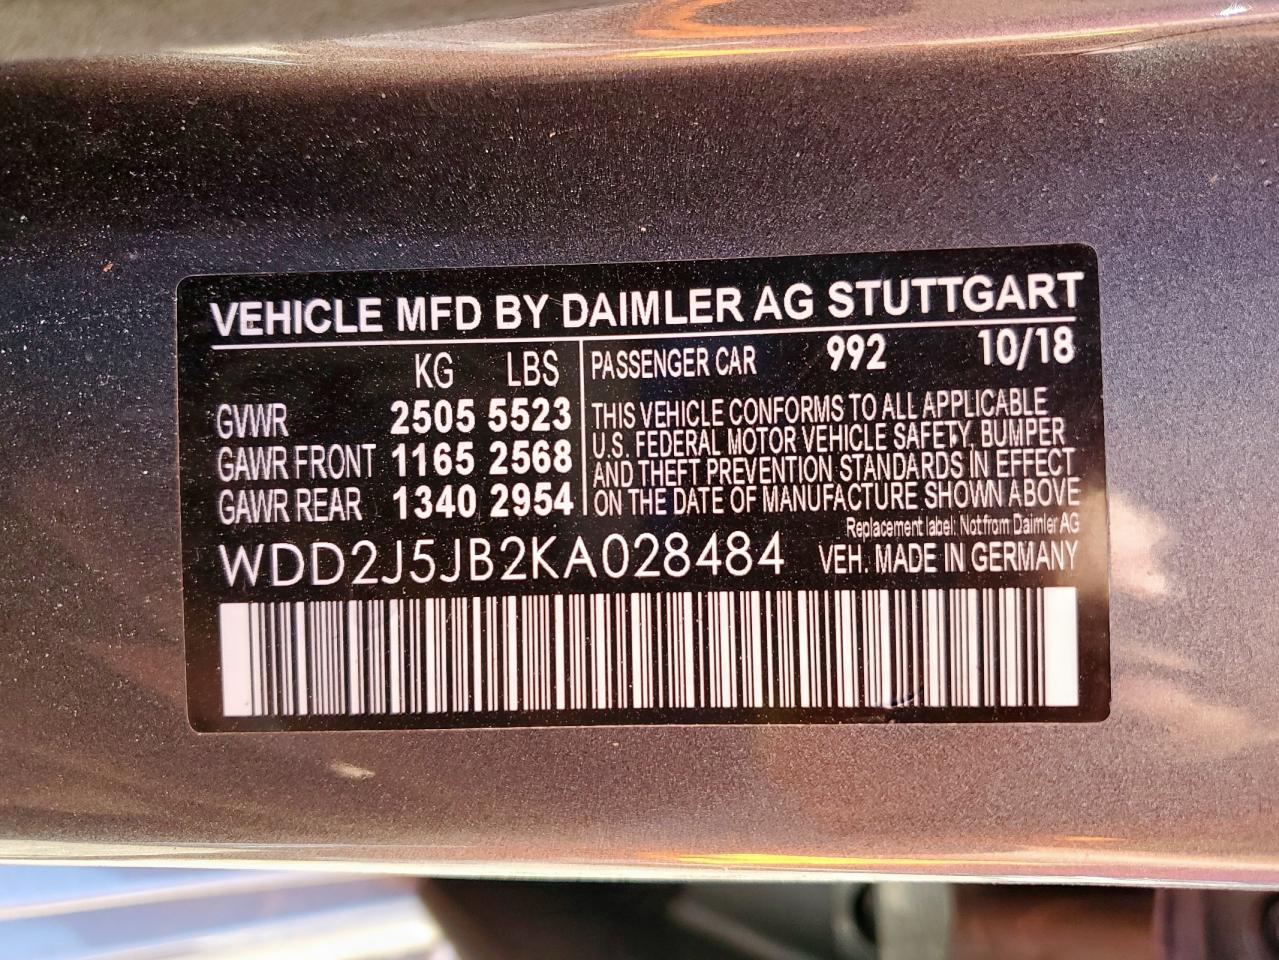 VEHICLE MFD BY DAIMLER AG STUTTGART
KG LBS
GVWR 2505 5523
GAWR FRONT 1165 2568
GAWR REAR 1340 2954
PASSENGER CAR 992 10/18
THIS VEHICLE CONFORMS TO ALL APPLICABLE
U.S. FEDERAL MOTOR VEHICLE SAFETY, BUMPER
AND THEFT PREVENTION STANDARDS IN EFFECT
ON THE DATE OF MANUFACTURE SHOWN ABOVE
Replacement label: Not from Daimler AG
WDD2J5JB2KA028484 VEH. MADE IN GERMANY